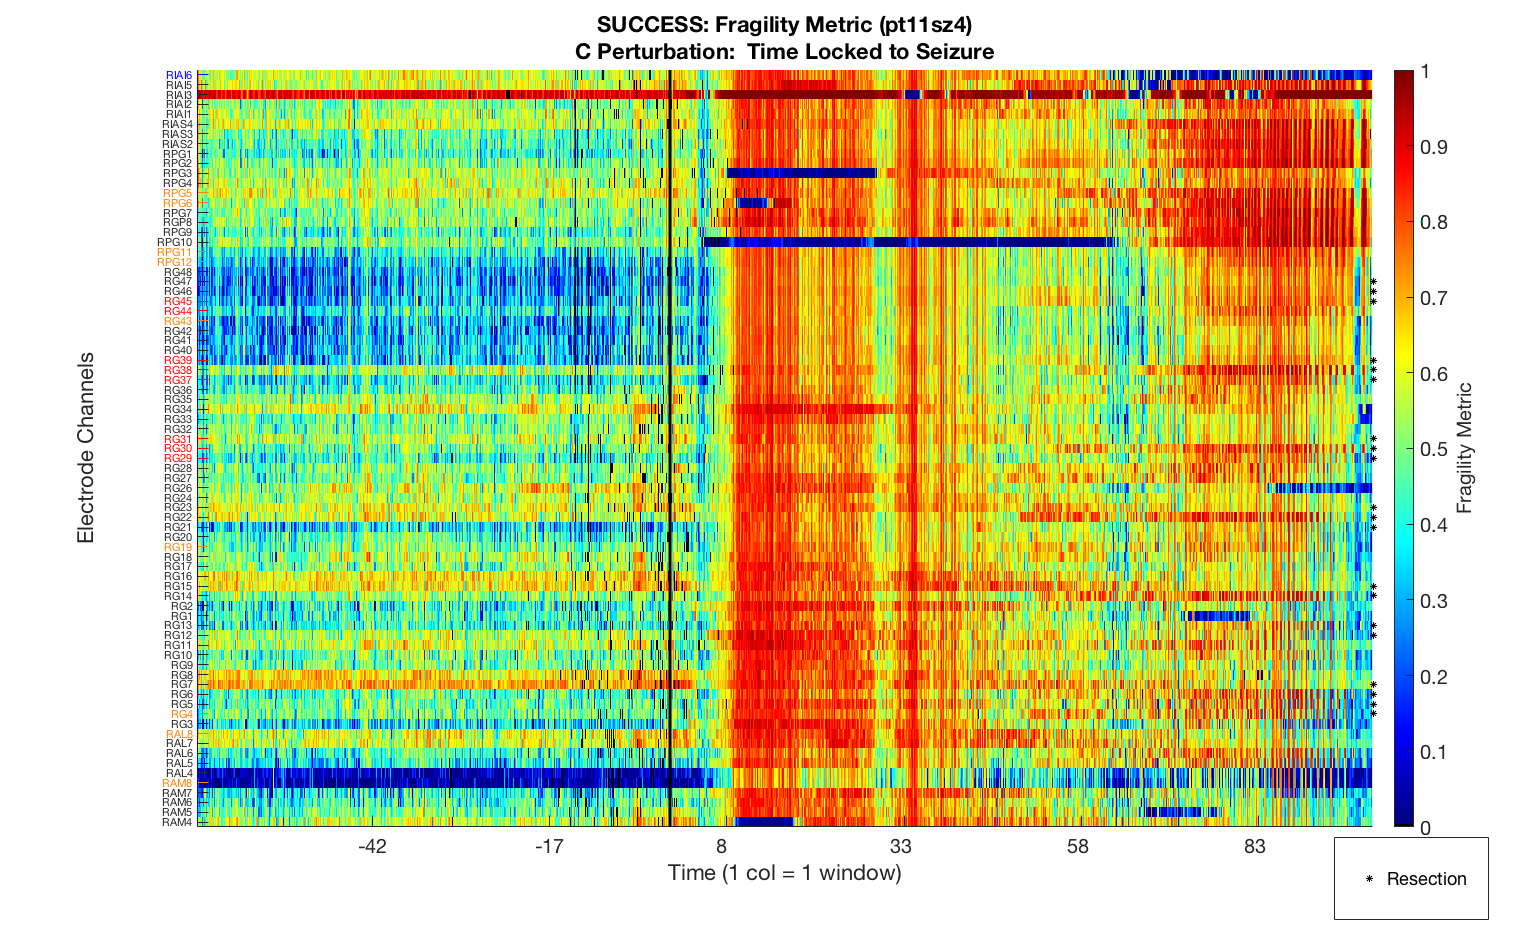 SUCCESS: Fragility Metric (pt11sz4)
C Perturbation:  Time Locked to Seizure
Electrode Channels
RIAI6
RIAI5
RIAI3
RIAI2
RIAI1
RIAS4
RIAS3
RIAS2
RPG1
RPG2
RPG3
RPG4
RPG5
RPG6
RPG7
RGP8
RPG9
RPG10
RPG11
RPG12
RG48
RG47
RG46
RG45
RG44
RG43
RG42
RG41
RG40
RG39
RG38
RG37
RG36
RG35
RG34
RG33
RG32
RG31
RG30
RG29
RG28
RG27
RG26
RG24
RG23
RG22
RG21
RG20
RG19
RG18
RG17
RG16
RG15
RG14
RG2
RG1
RG13
RG12
RG11
RG10
RG9
RG8
RG7
RG6
RG5
RG4
RG3
RAL8
RAL7
RAL6
RAL5
RAL4
RAM8
RAM7
RAM6
RAM5
RAM4
-42 -17 8 33 58 83
Time (1 col = 1 window)
1
0.9
0.8
0.7
0.6
0.5
0.4
0.3
0.2
0.1
0
Fragility Metric
* Resection